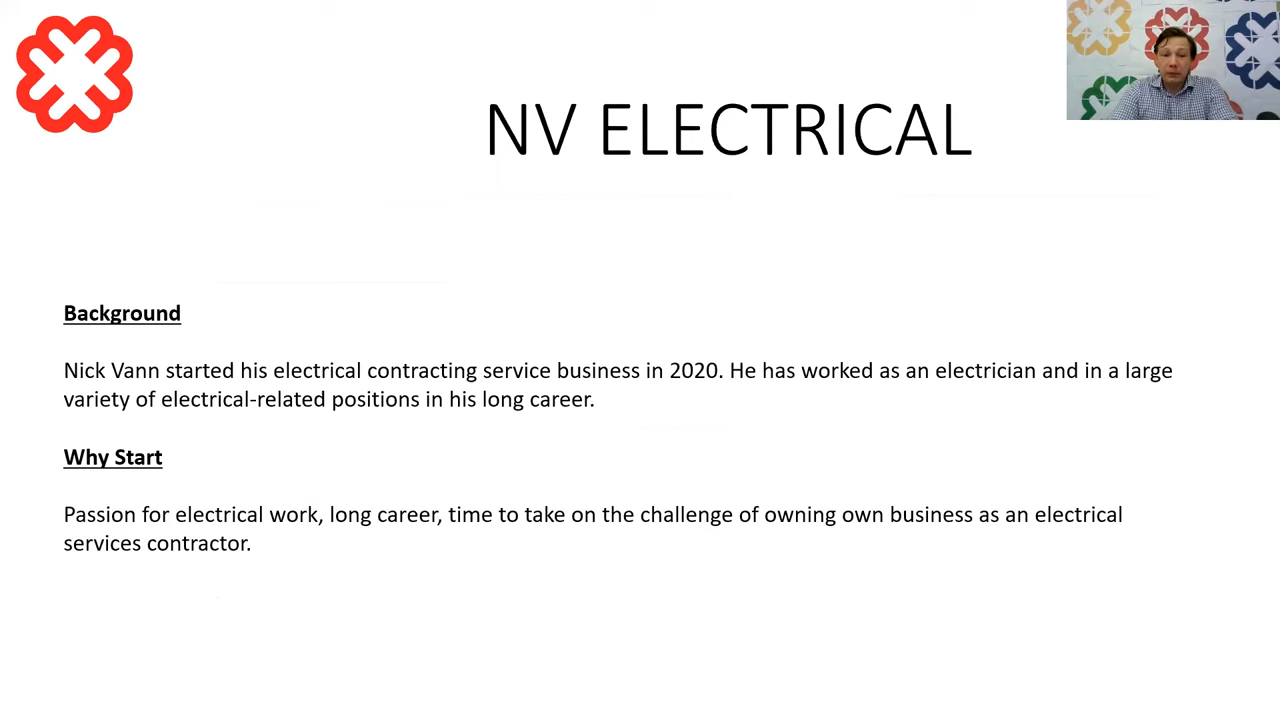 NV ELECTRICAL
Background
Nick Vann started his electrical contracting service business in 2020. He has worked as an electrician and in a large
variety of electrical-related positions in his long career.
Why Start
Passion for electrical work, long career, time to take on the challenge of owning own business as an electrical
services contractor.